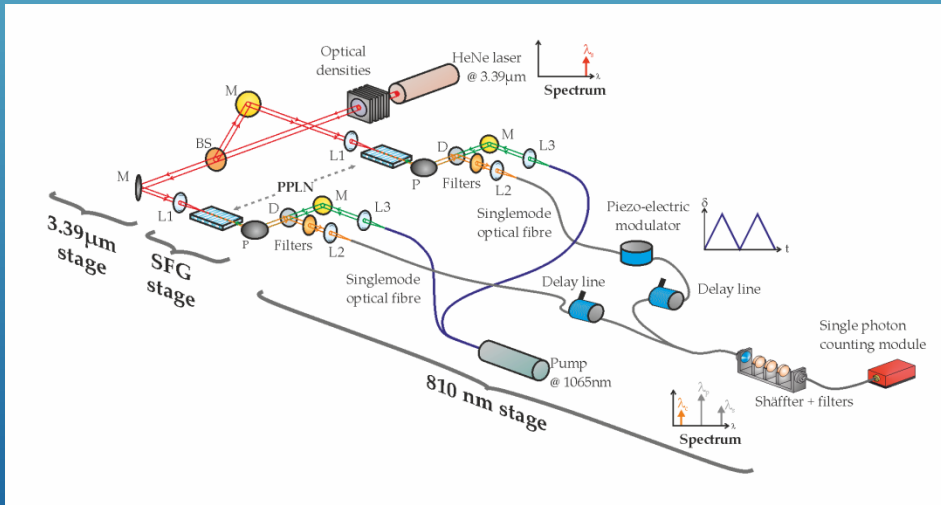 Optical
densities
HeNe laser
@ 3.39µm
λs
λ
Spectrum
M
BS
M
L1
PPLN
P
D
M
L3
Filters
L2
L1
P
D
M
L3
Filters
L2
Singlemode
optical fibre
Singlemode
optical fibre
Piezo-electric
modulator
δ
t
Delay line
Delay line
Single photon
counting module
Shäffter + filters
Pump
@ 1065nm
λ
Spectrum
3.39µm
stage
SFG
stage
810 nm stage